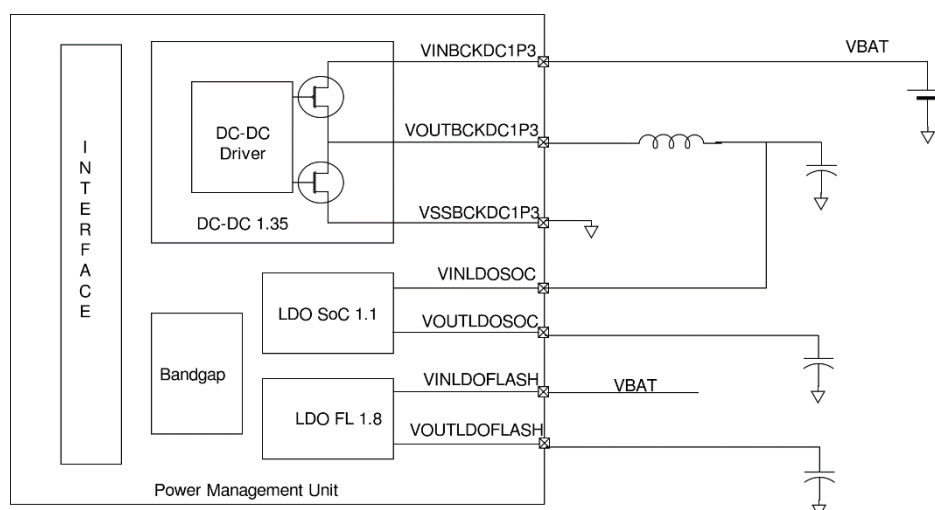 VINBCKDC1P3
VBAT
I
N
T
E
R
F
A
C
E
DC-DC
Driver
VOUTBCKDC1P3
DC-DC 1.35
VSSBCKDC1P3
VINLDOSOC
LDO SoC 1.1
VOUTLDOSOC
Bandgap
VINLDOFLASH
VBAT
LDO FL 1.8
VOUTLDOFLASH
Power Management Unit